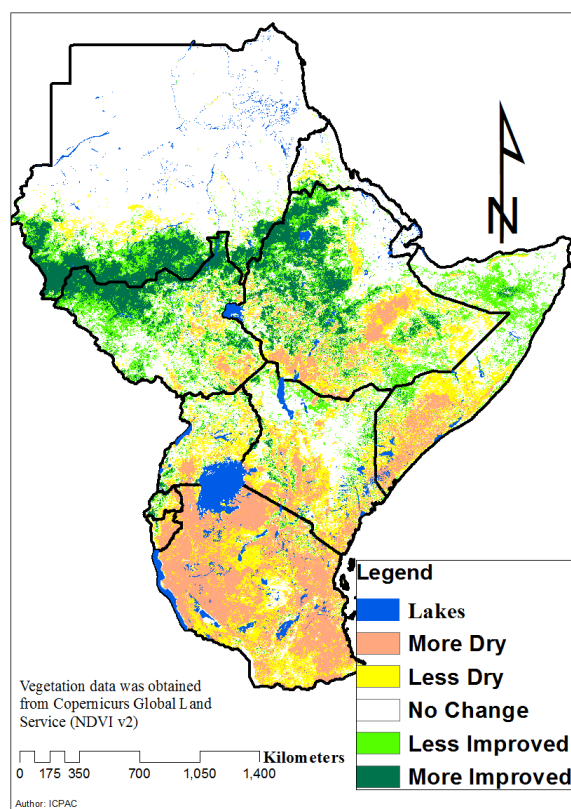 N
Legend
Lakes
More Dry
Less Dry
No Change
Less Improved
More Improved
Vegetation data was obtained
from Copernicurs Global Land
Service (NDVI v2)
Kilometers
0 175 350 700 1,050 1,400
Author: ICPAC